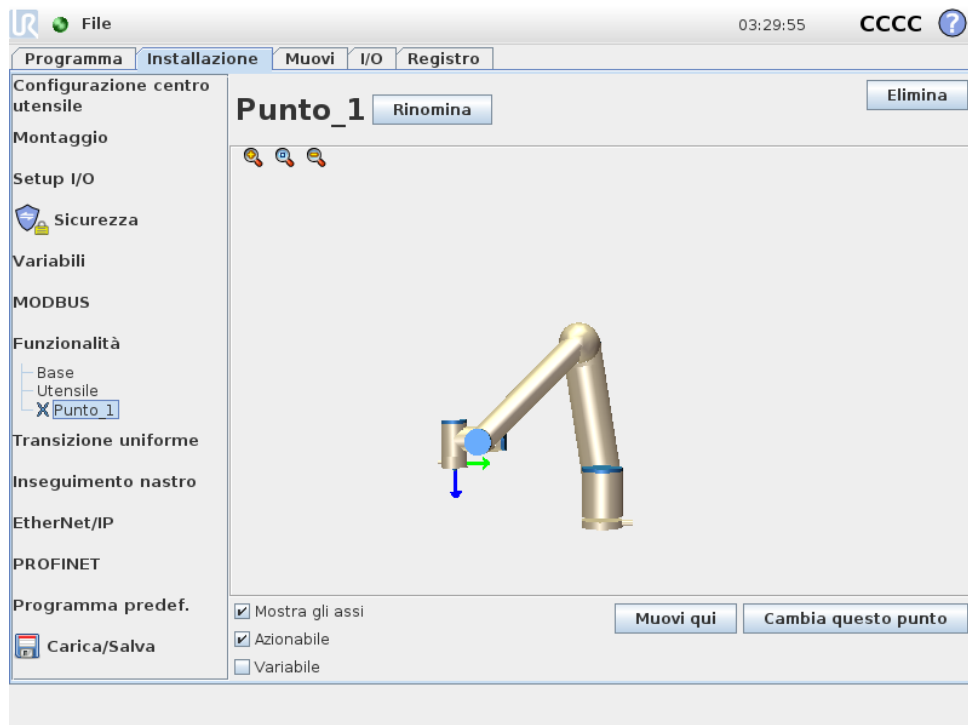 UR File 03:29:55 CCCC ?
Programma Installazione Muovi I/O Registro
Configurazione centro
utensile
Montaggio
Setup I/O
Sicurezza
Variabili
MODBUS
Funzionalità
Base
Utensile
Punto_1
Transizione uniforme
Inseguimento nastro
EtherNet/IP
PROFINET
Programma predef.
Carica/Salva
Punto_1 Rinomina Elimina
Mostra gli assi
Azionabile
Variabile
Muovi qui Cambia questo punto